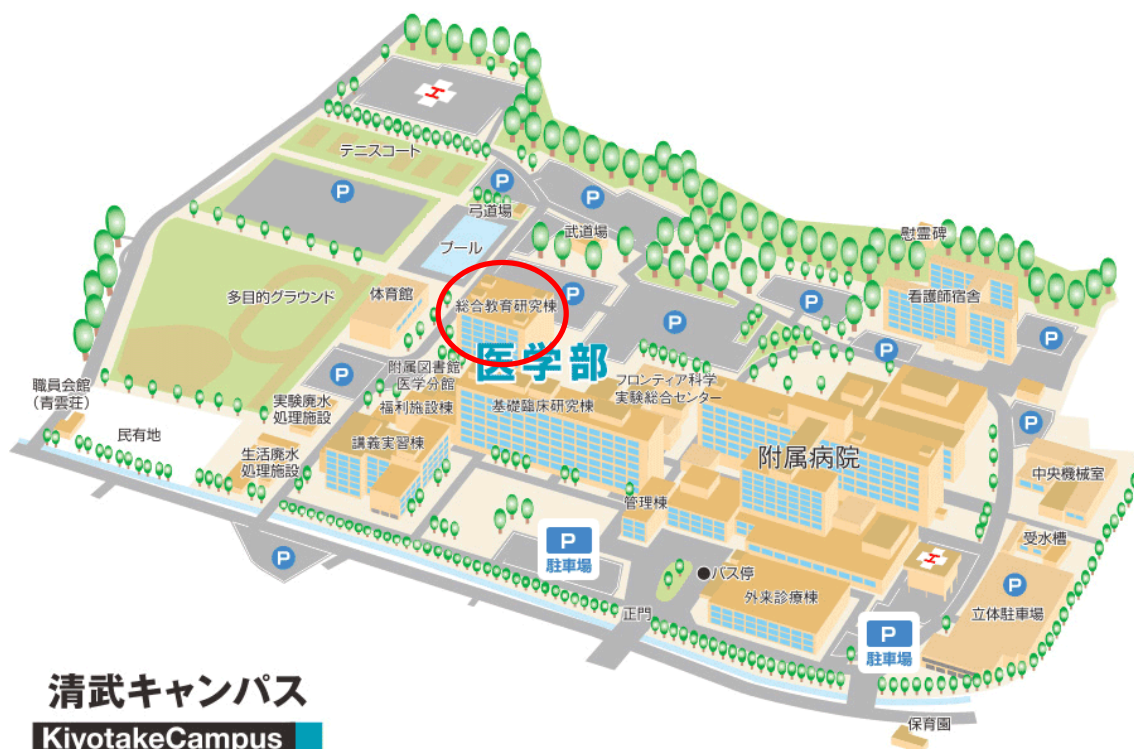 H
テニスコート
P
P
P
弓道場
武道場
プール
慰霊碑
多目的グラウンド
体育館
総合教育研究棟
P
P
P
看護師宿舎
P
P
医学部
附属図書館
医学分館
フロンティア科学
実験総合センター
P
職員会館
（青雲荘）
実験廃水
処理施設
福利施設棟
基礎臨床研究棟
P
民有地
講義実習棟
附属病院
生活廃水
処理施設
中央機械室
管理棟
P
P
駐車場
受水槽
H
バス停
P
正門
外来診療棟
立体駐車場
P
駐車場
清武キャンパス
KiyotakeCampus
保育園